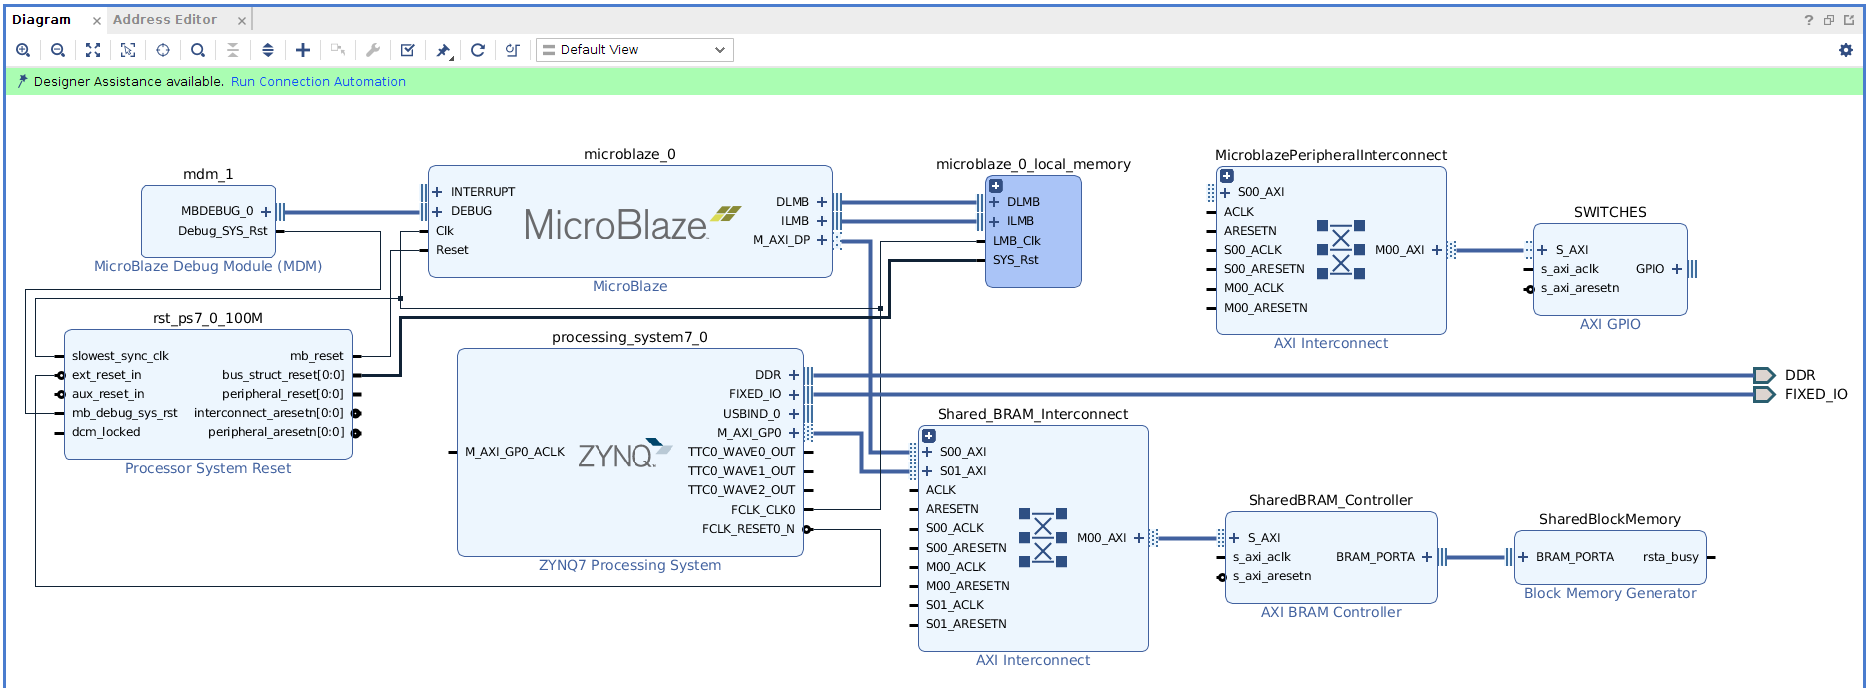 Diagram × Address Editor ×
? 
Default View
Designer Assistance available. Run Connection Automation
mdm_1
MBDEBUG_0
Debug_SYS_Rst
MicroBlaze Debug Module (MDM)
microblaze_0
INTERRUPT
DEBUG
Clk
Reset
MicroBlaze
DLMB
ILMB
M_AXI_DP
MicroBlaze
microblaze_0_local_memory
DLMB
ILMB
LMB_Clk
SYS_Rst
MicroblazePeripheralInterconnect
S00_AXI
ACLK
ARESETN
S00_ACLK
S00_ARESETN
M00_ACLK
M00_ARESETN
M00_AXI
AXI Interconnect
SWITCHES
S_AXI
s_axi_aclk
s_axi_aresetn
GPIO
AXI GPIO
rst_ps7_0_100M
slowest_sync_clk
ext_reset_in
aux_reset_in
mb_debug_sys_rst
dcm_locked
mb_reset
bus_struct_reset[0:0]
peripheral_reset[0:0]
interconnect_aresetn[0:0]
peripheral_aresetn[0:0]
Processor System Reset
processing_system7_0
M_AXI_GP0_ACLK
ZYNQ
DDR
FIXED_IO
USBIND_0
M_AXI_GP0
TTC0_WAVE0_OUT
TTC0_WAVE1_OUT
TTC0_WAVE2_OUT
FCLK_CLK0
FCLK_RESET0_N
ZYNQ7 Processing System
DDR
FIXED_IO
Shared_BRAM_Interconnect
S00_AXI
S01_AXI
ACLK
ARESETN
S00_ACLK
S00_ARESETN
M00_ACLK
M00_ARESETN
S01_ACLK
S01_ARESETN
M00_AXI
AXI Interconnect
SharedBRAM_Controller
S_AXI
s_axi_aclk
s_axi_aresetn
BRAM_PORTA
AXI BRAM Controller
SharedBlockMemory
BRAM_PORTA
rsta_busy
Block Memory Generator